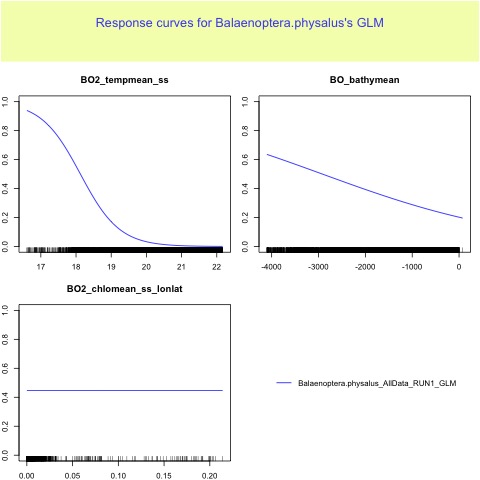 Response curves for Balaenoptera.physalus's GLM
BO2_tempmean_ss
BO_bathymean
0.0 0.2 0.4 0.6 0.8 1.0
17 18 19 20 21 22
0.0 0.2 0.4 0.6 0.8 1.0
-4000 -3000 -2000 -1000 0
BO2_chlomean_ss_lonlat
0.0 0.2 0.4 0.6 0.8 1.0
0.00 0.05 0.10 0.15 0.20
Balaenoptera.physalus_AllData_RUN1_GLM